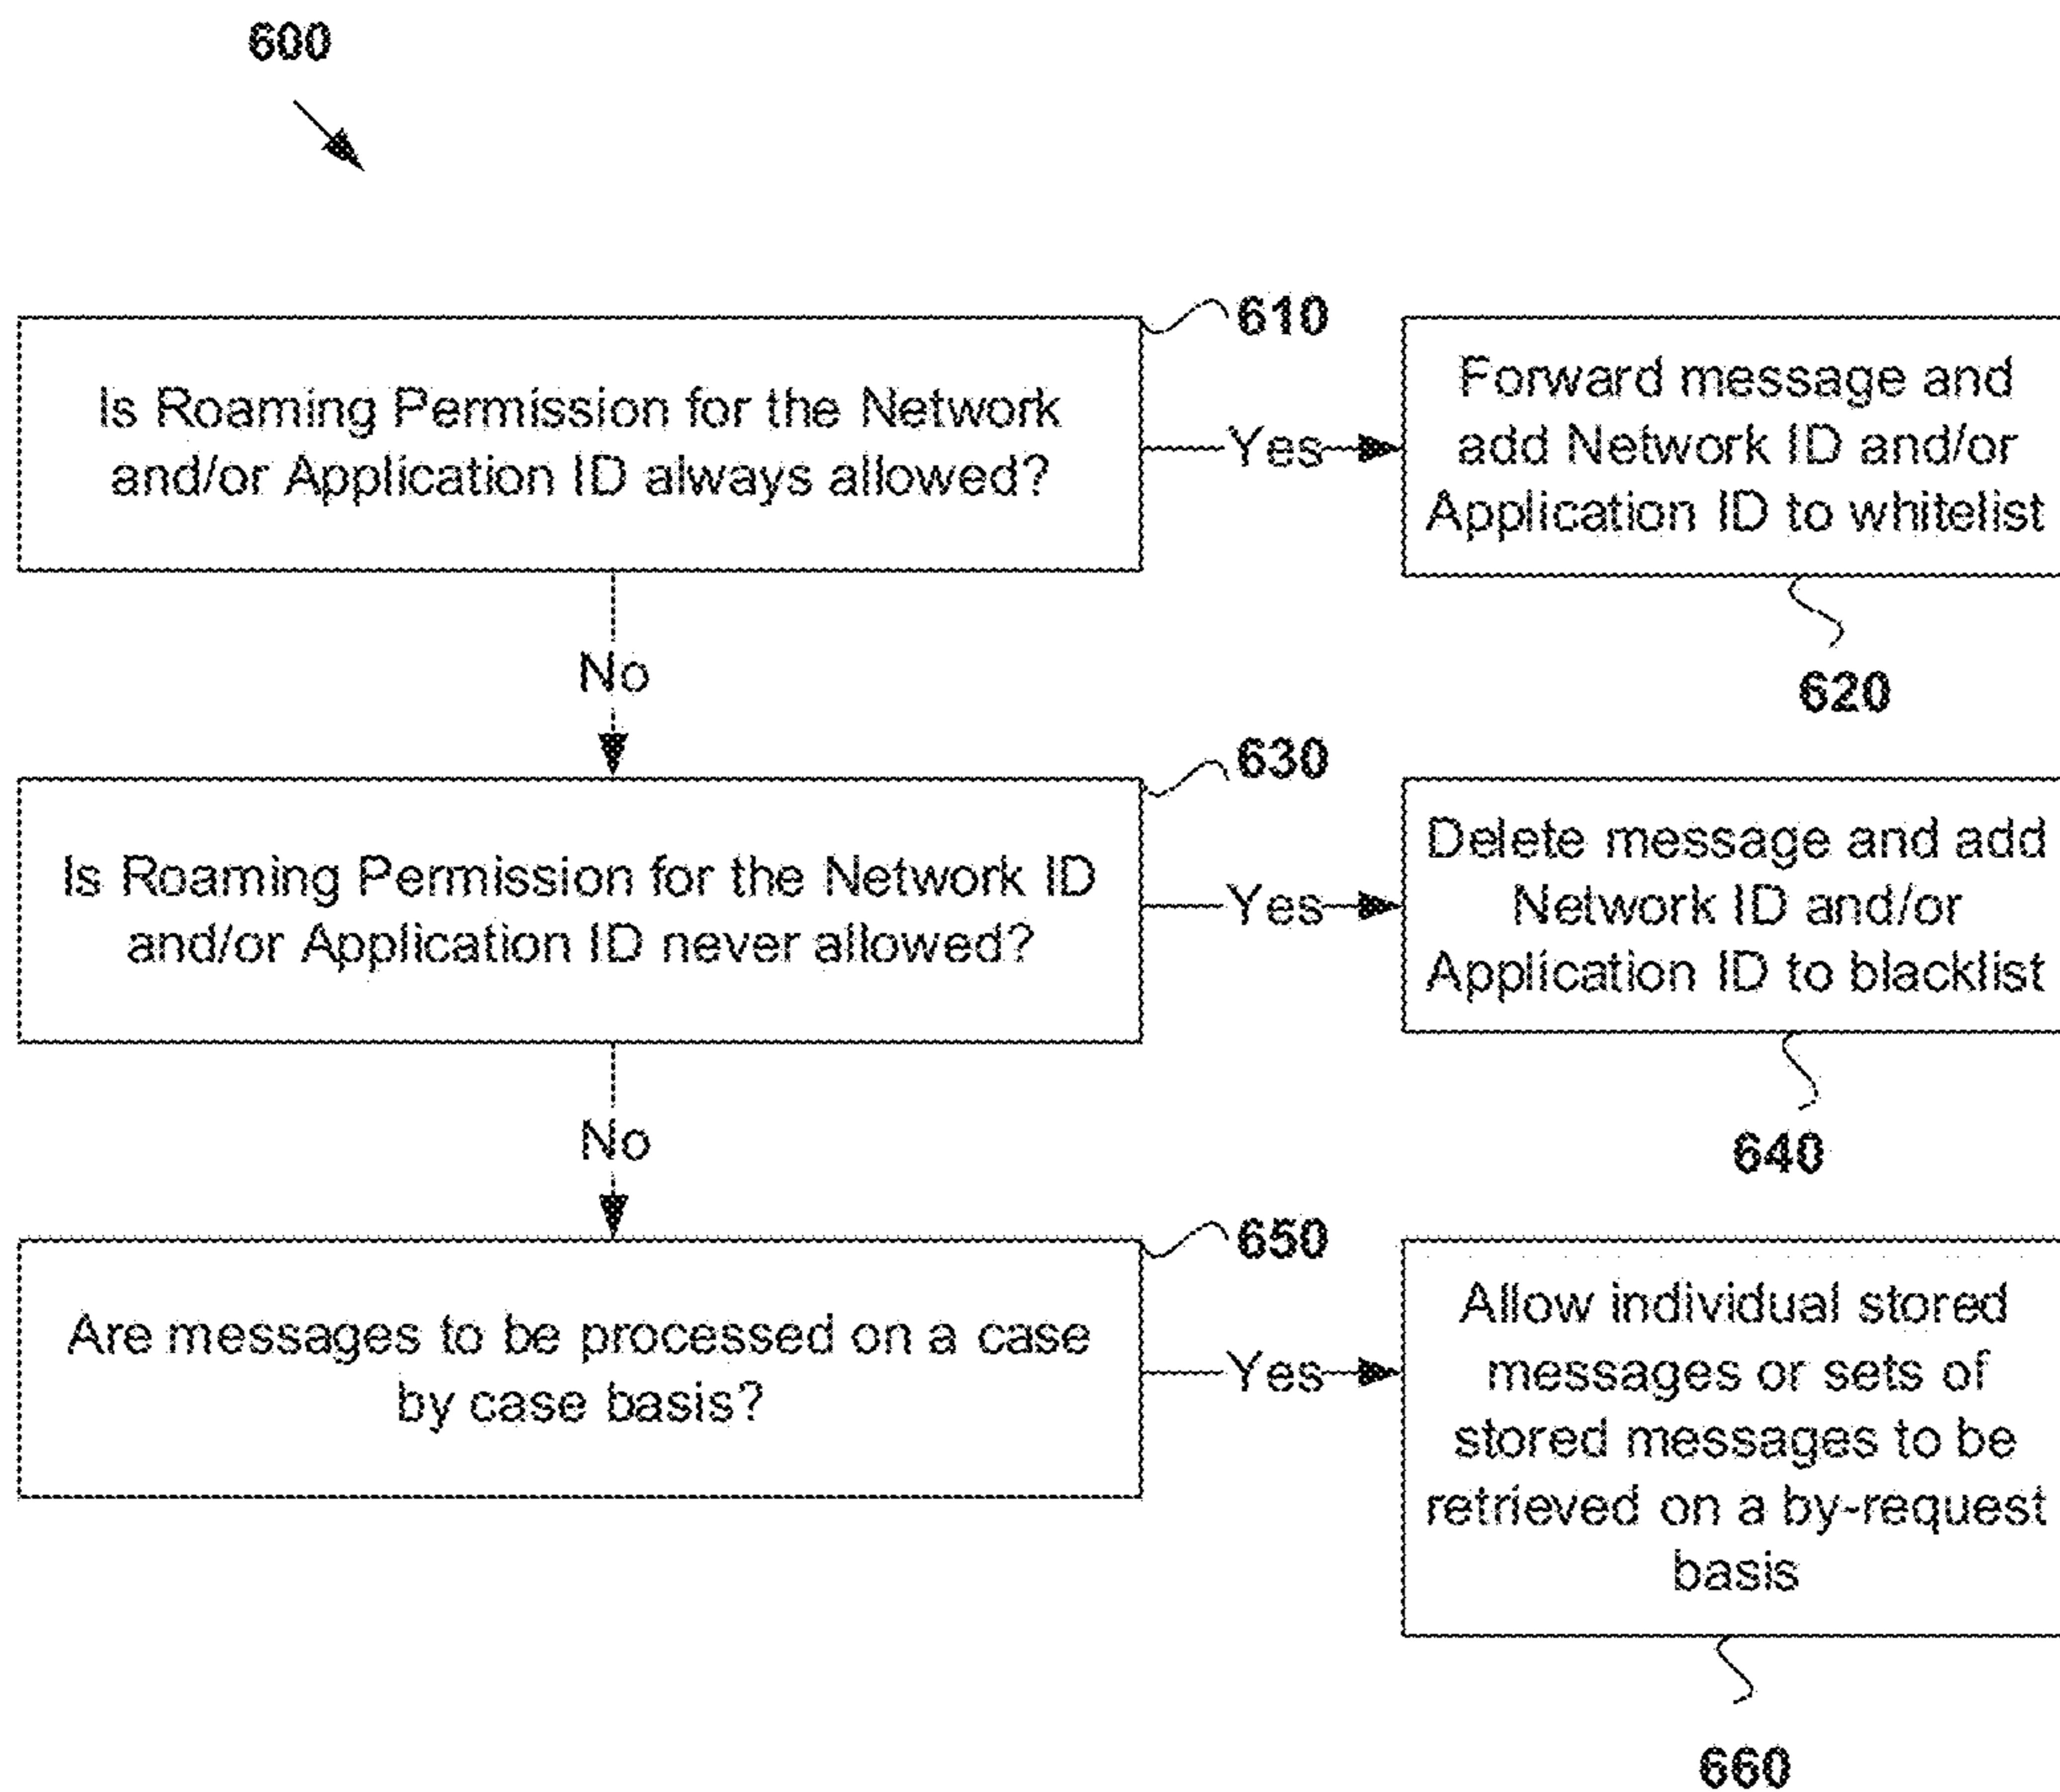 600
610
Is Roaming Permission for the Network
and/or Application ID always allowed?
Yes
Forward message and
add Network ID and/or
Application ID to whitelist
620
No
630
Is Roaming Permission for the Network ID
and/or Application ID never allowed?
Yes
Delete message and add
Network ID and/or
Application ID to blacklist
640
No
650
Are messages to be processed on a case
by case basis?
Yes
Allow individual stored
messages or sets of
stored messages to be
retrieved on a by-request
basis
660